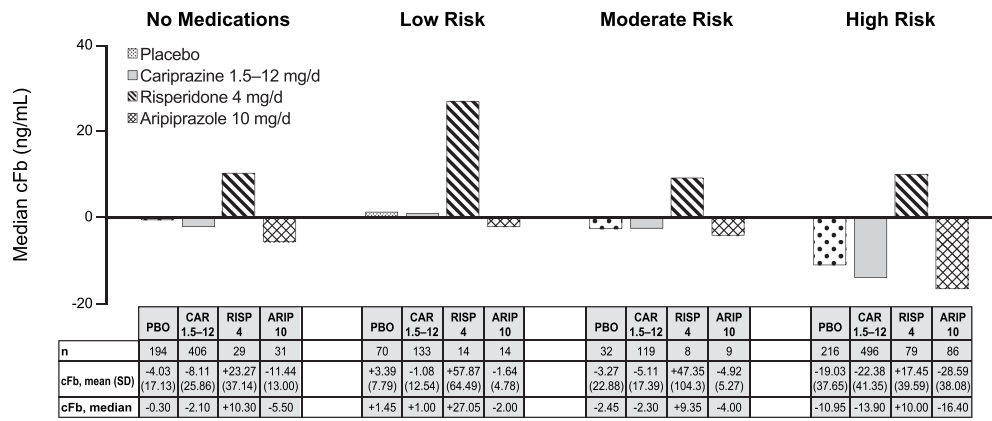 No Medications Low Risk Moderate Risk High Risk
Median cFb (ng/mL)
40
20
0
-20
Placebo
Cariprazine 1.5–12 mg/d
Risperidone 4 mg/d
Aripiprazole 10 mg/d
PBO CAR 1.5–12 RISP 4 ARIP 10 PBO CAR 1.5–12 RISP 4 ARIP 10 PBO CAR 1.5–12 RISP 4 ARIP 10 PBO CAR 1.5–12 RISP 4 ARIP 10
n 194 406 29 31 70 133 14 14 32 119 8 9 216 496 79 86
cFb, mean (SD) -4.03 (17.13) -8.11 (25.86) +23.27 (37.14) -11.44 (13.00) +3.39 (7.79) -1.08 (12.54) +57.87 (64.49) -1.64 (4.78) -3.27 (22.88) -5.11 (17.39) +47.35 (104.3) -4.92 (5.27) -19.03 (37.65) -22.38 (41.35) +17.45 (39.59) -28.59 (38.08)
cFb, median -0.30 -2.10 +10.30 -5.50 +1.45 +1.00 +27.05 -2.00 -2.45 -2.30 +9.35 -4.00 -10.95 -13.90 +10.00 -16.40